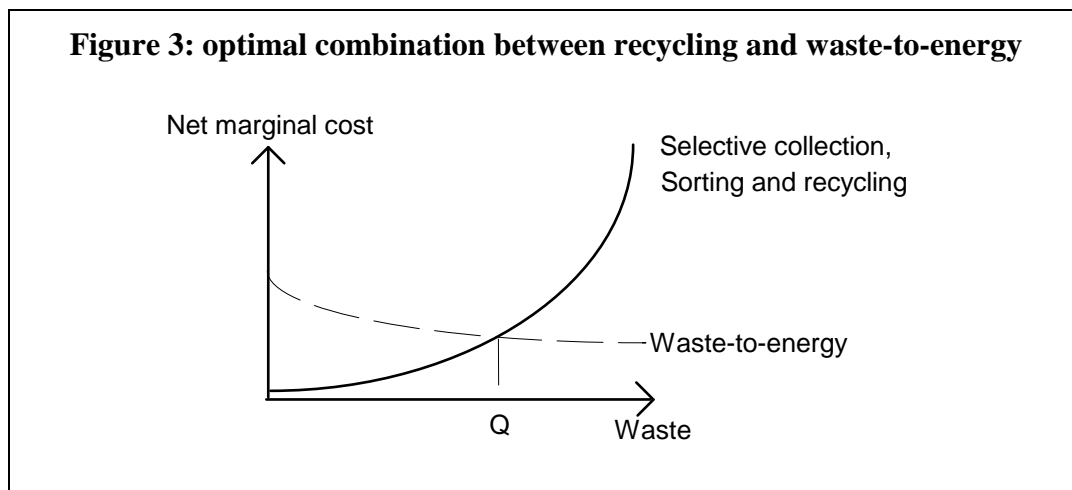 Figure 3: optimal combination between recycling and waste-to-energy
Net marginal cost
Selective collection,
Sorting and recycling
Waste-to-energy
Q
Waste